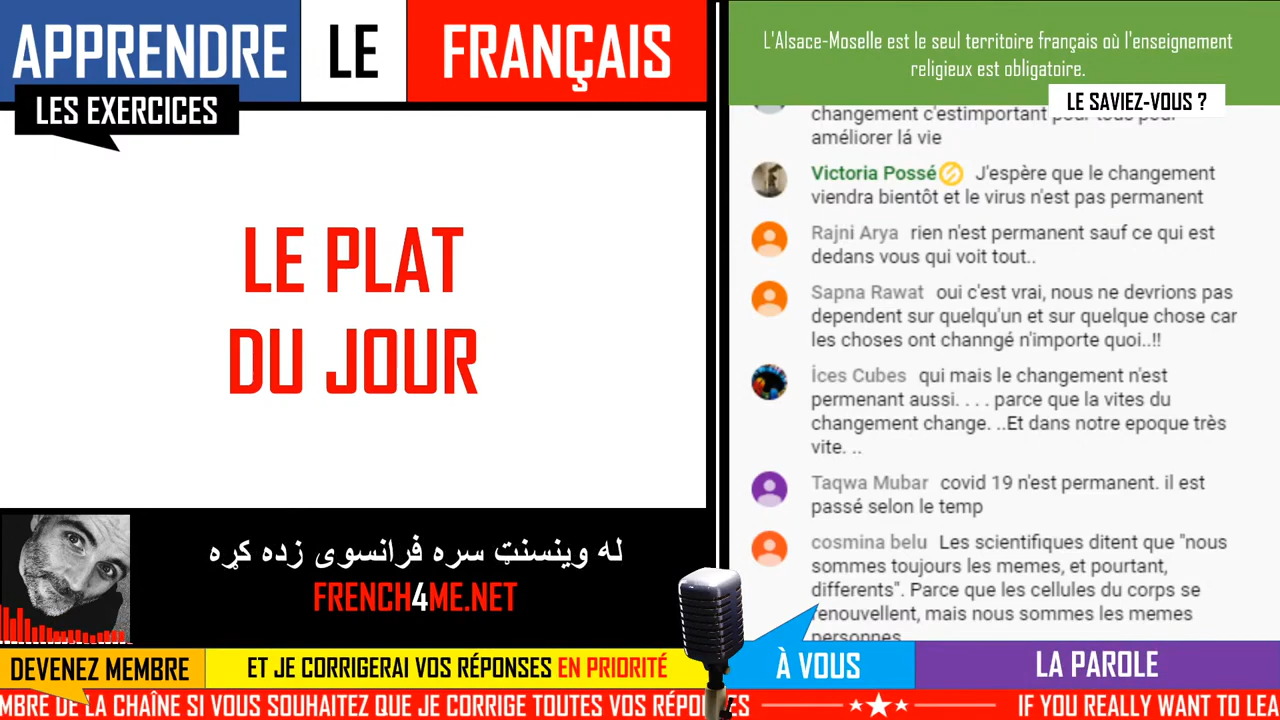 APPRENDRE LE FRANÇAIS
LES EXERCICES
LE PLAT
DU JOUR
له وینسنټ سره فرانسوی زده کړه
FRENCH4ME.NET
DEVENEZ MEMBRE
ET JE CORRIGERAI VOS RÉPONSES EN PRIORITÉ
L'Alsace-Moselle est le seul territoire français où l'enseignement
religieux est obligatoire.
LE SAVIEZ-VOUS ?
changement c'estimportant pour tous pour
améliorer lá vie
Victoria Possé J'espère que le changement
viendra bientôt et le virus n'est pas permanent
Rajni Arya rien n'est permanent sauf ce qui est
dedans vous qui voit tout..
Sapna Rawat oui c'est vrai, nous ne devrions pas
dependent sur quelqu'un et sur quelque chose car
les choses ont channgé n'importe quoi..!!
İces Cubes qui mais le changement n'est
permenant aussi. . . . parce que la vites du
changement change. ..Et dans notre epoque très
vite. ..
Taqwa Mubar covid 19 n'est permanent. il est
passé selon le temp
cosmina belu Les scientifiques ditent que "nous
sommes toujours les memes, et pourtant,
differents". Parce que les cellules du corps se
renouvellent, mais nous sommes les memes
personnes
À VOUS
LA PAROLE
MBRE DE LA CHAÎNE SI VOUS SOUHAITEZ QUE JE CORRIGE TOUTES VOS RÉPONSES
IF YOU REALLY WANT TO LEA